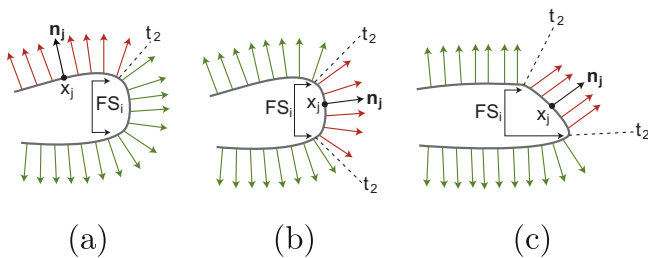 n_j
t_2
x_j
FS_i
(a)
t_2
FS_i
x_j
n_j
t_2
(b)
t_2
n_j
FS_i
x_j
t_2
(c)